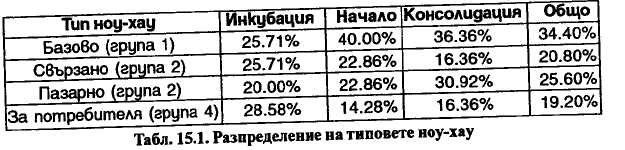 Тип ноу-хау Инкубация Начало Консолидация Общо
Базово (група 1) 25.71% 40.00% 36.36% 34.40%
Свързано (група 2) 25.71% 22.86% 16.36% 20.80%
Пазарно (група 2) 20.00% 22.86% 30.92% 25.60%
За потребителя (група 4) 28.58% 14.28% 16.36% 19.20%
Табл. 15.1. Разпределение на типовете ноу-хау